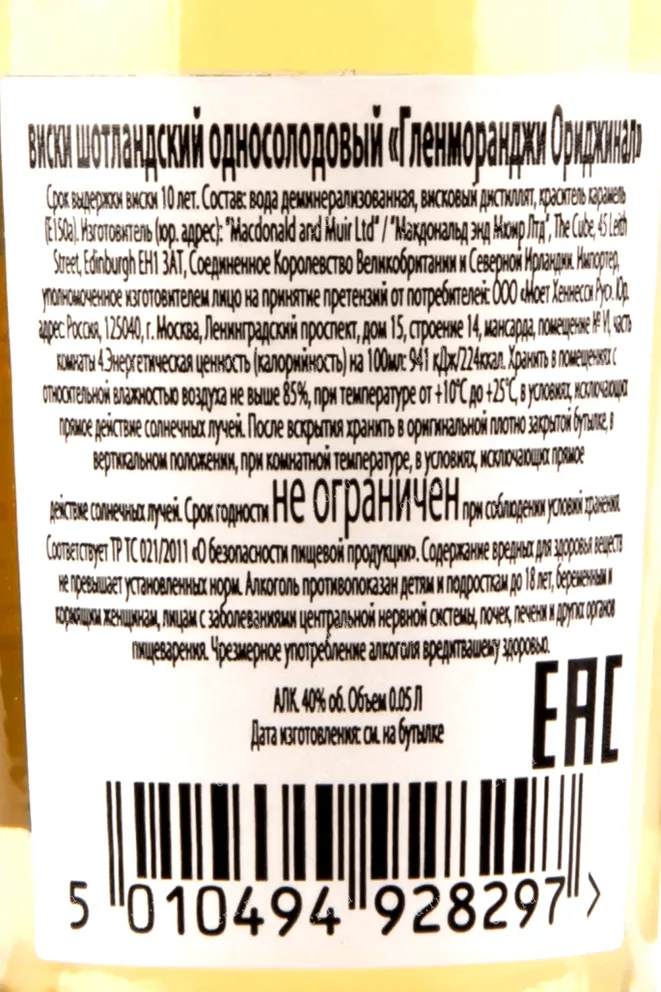 виски шотландский односолодовый «Гленморанджи Ориджинал»
Срок выдержки виски 10 лет. Состав: вода деминерализованная, висковый дистиллят, краситель карамель
(Е150а). Изготовитель (юр. адрес): "Macdonald and Muir Ltd" / "Макдональд энд Мюир Лтд", The Cube, 45 Leith
Street, Edinburgh EH1 3AT, Соединенное Королевство Великобритании и Северной Ирландии. Импортер,
уполномоченное изготовителем лицо на принятие претензий от потребителей: ООО «Моет Хеннесси Рус». Юр.
адрес: Россия, 125040, г. Москва, Ленинградский проспект, дом 15, строение 14, мансарда, помещение № VI, часть
комнаты 4.Энергетическая ценность (калорийность) на 100мл: 941 кДж/224ккал. Хранить в помещениях с
относительной влажностью воздуха не выше 85%, при температуре от +10°С до +25°С, в условиях, исключающих
прямое действие солнечных лучей. После вскрытия хранить в оригинальной плотно закрытой бутылке, в
вертикальном положении, при комнатной температуре, в условиях, исключающих прямое
действие солнечных лучей. Срок годности не ограничен при соблюдении условий хранения.
Соответствует ТР ТС 021/2011 «О безопасности пищевой продукции». Содержание вредных для здоровья веществ
не превышает установленных норм. Алкоголь противопоказан детям и подросткам до 18 лет, беременным и
кормящим женщинам, лицам с заболеваниями центральной нервной системы, почек, печени и других органов
пищеварения. Чрезмерное употребление алкоголя вредитвашему здоровью.
АЛК. 40% об. Объем 0.05 Л
Дата изготовления: см. на бутылке
EAC
5 010494 928297 >